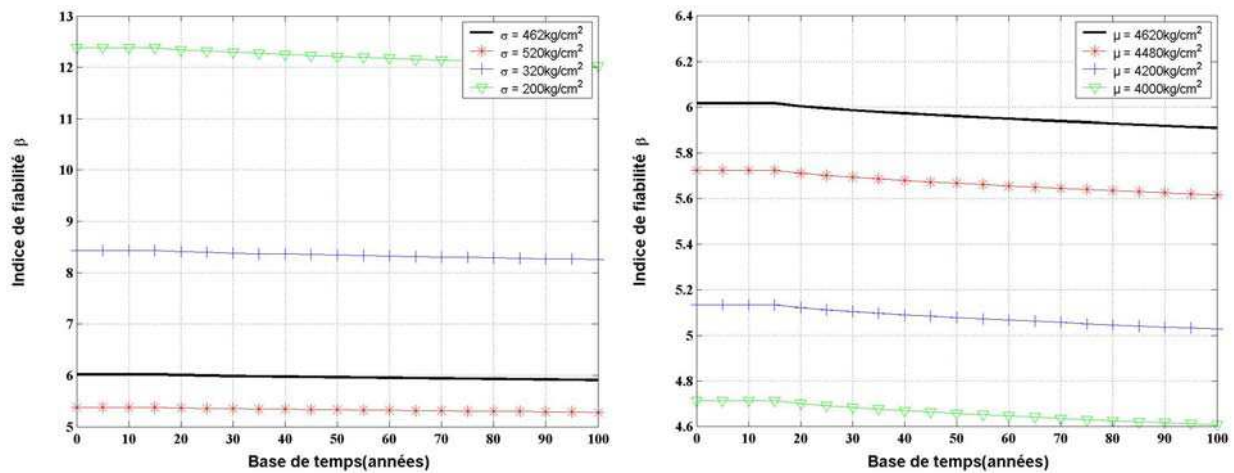 13
12
11
10
9
8
7
6
5
Indice de fiabilité β
σ = 462kg/cm²
σ = 520kg/cm²
σ = 320kg/cm²
σ = 200kg/cm²
0 10 20 30 40 50 60 70 80 90 100
Base de temps(années)
6.4
6.2
6
5.8
5.6
5.4
5.2
5
4.8
4.6
Indice de fiabilité β
μ = 4620kg/cm²
μ = 4480kg/cm²
μ = 4200kg/cm²
μ = 4000kg/cm²
0 10 20 30 40 50 60 70 80 90 100
Base de temps(années)